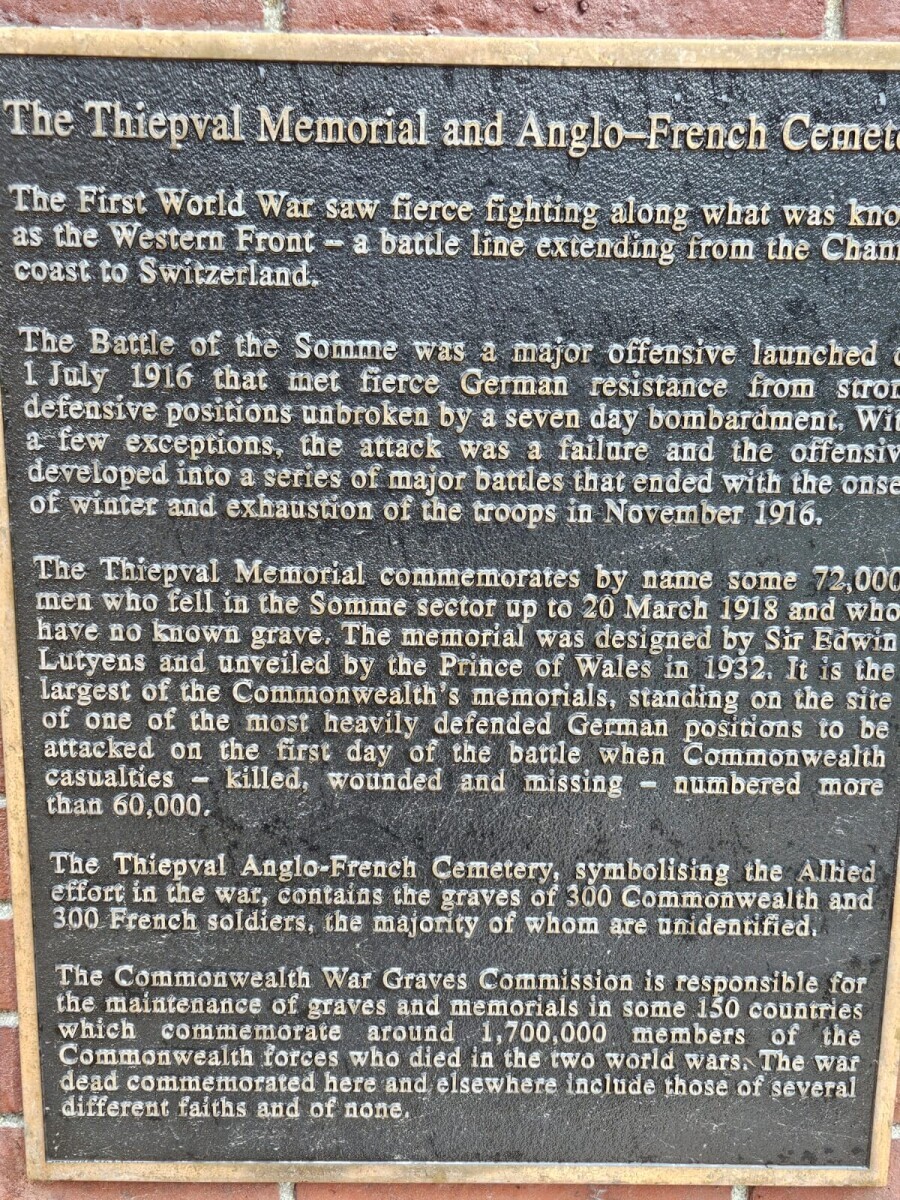 The Thiepval Memorial and Anglo–French Cemete
The First World War saw fierce fighting along what was kno
as the Western Front – a battle line extending from the Chan
coast to Switzerland.
The Battle of the Somme was a major offensive launched
1 July 1916 that met fierce German resistance from stron
defensive positions unbroken by a seven day bombardment. Wit
a few exceptions, the attack was a failure and the offensiv
developed into a series of major battles that ended with the onse
of winter and exhaustion of the troops in November 1916.
The Thiepval Memorial commemorates by name some 72,000
men who fell in the Somme sector up to 20 March 1918 and who
have no known grave. The memorial was designed by Sir Edwin
Lutyens and unveiled by the Prince of Wales in 1932. It is the
largest of the Commonwealth's memorials, standing on the site
of one of the most heavily defended German positions to be
attacked on the first day of the battle when Commonwealth
casualties – killed, wounded and missing – numbered more
than 60,000.
The Thiepval Anglo-French Cemetery, symbolising the Allied
effort in the war, contains the graves of 300 Commonwealth and
300 French soldiers, the majority of whom are unidentified.
The Commonwealth War Graves Commission is responsible for
the maintenance of graves and memorials in some 150 countries
which commemorate around 1,700,000 members of the
Commonwealth forces who died in the two world wars. The war
dead commemorated here and elsewhere include those of several
different faiths and of none.